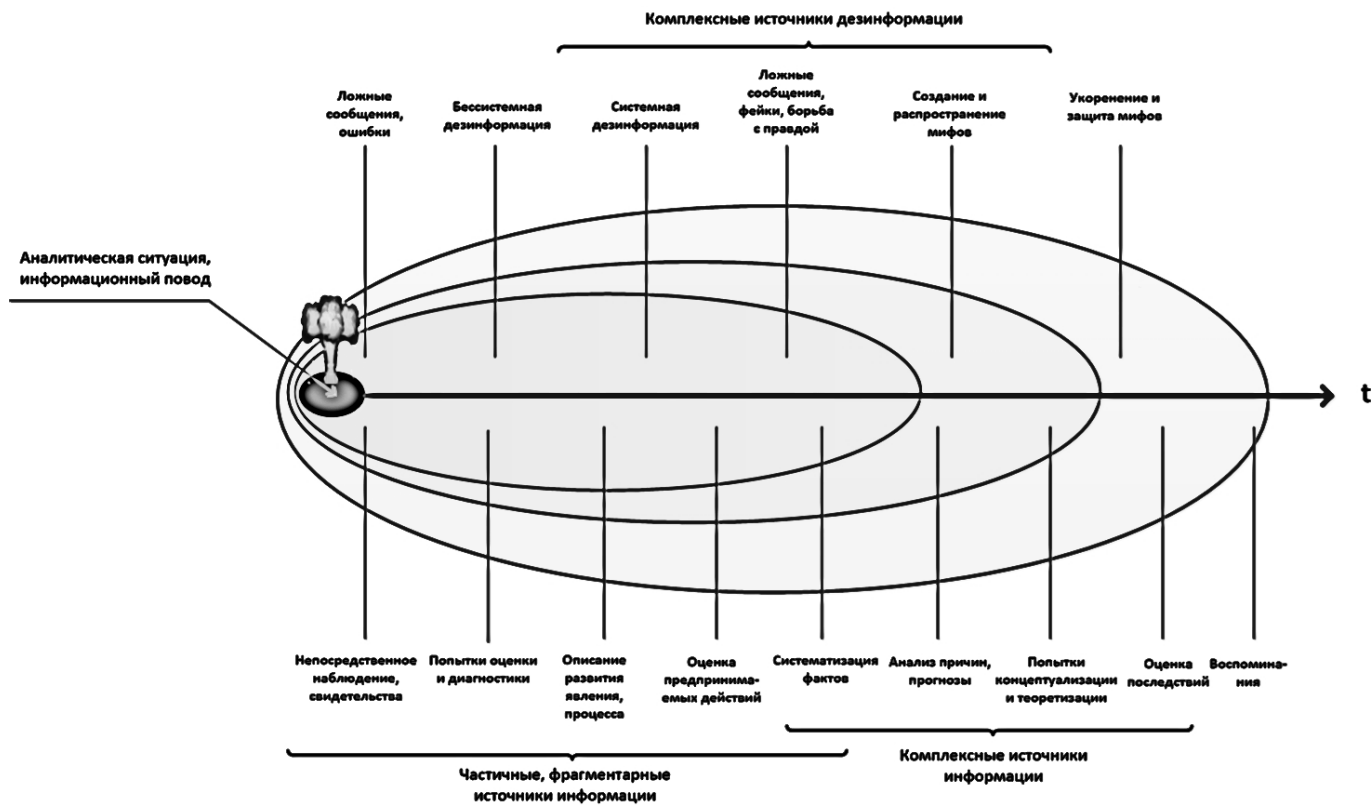 Комплексные источники дезинформации
Ложные
сообщения,
ошибки
Бессистемная
дезинформация
Системная
дезинформация
Ложные
сообщения,
фейки, борьба
с правдой
Создание и
распространение
мифов
Укоренение и
защита мифов
Аналитическая ситуация,
информационный повод
t
Непосредственное
наблюдение,
свидетельства
Попытки оценки
и диагностики
Описание
развития
явления,
процесса
Оценка
предпринима-
емых действий
Систематизация
фактов
Анализ причин,
прогнозы
Попытки
концептуализации
и теоретизации
Оценка
последствий
Воспомина-
ния
Частичные, фрагментарные
источники информации
Комплексные источники
информации